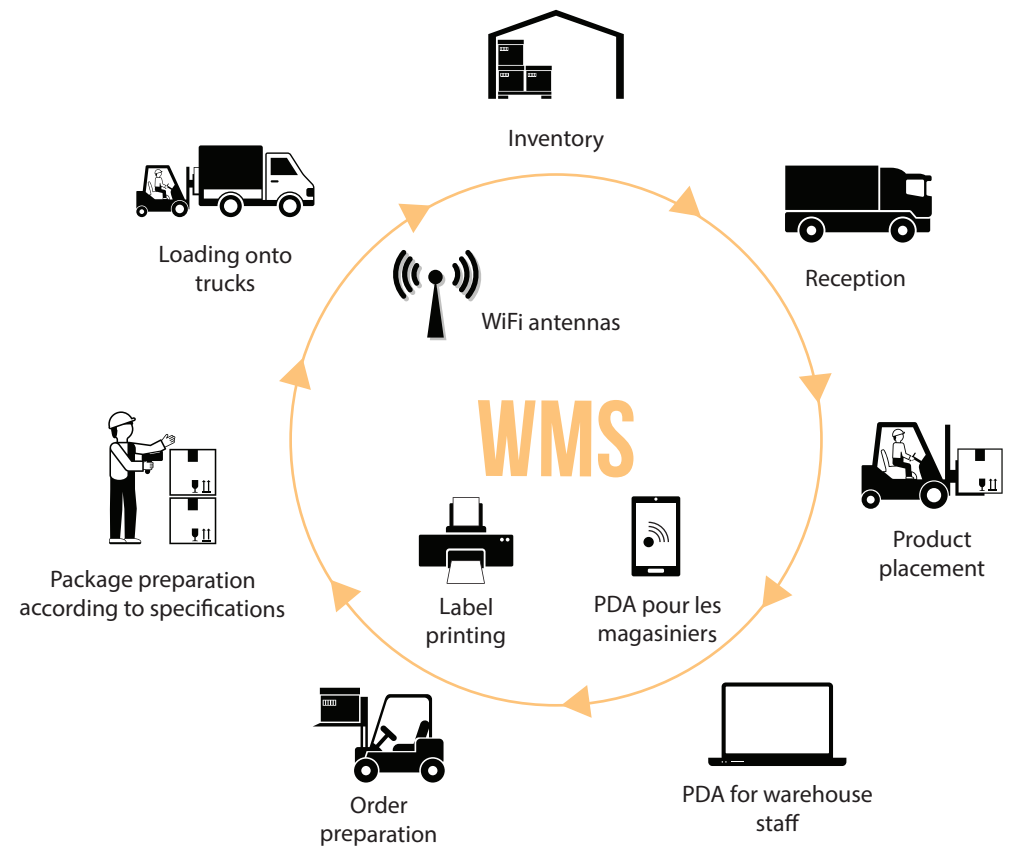 Inventory
Loading onto
trucks
Reception
WiFi antennas
WMS
Product
placement
Package preparation
according to specifications
Label
printing
PDA pour les
magasiniers
Order
preparation
PDA for warehouse
staff